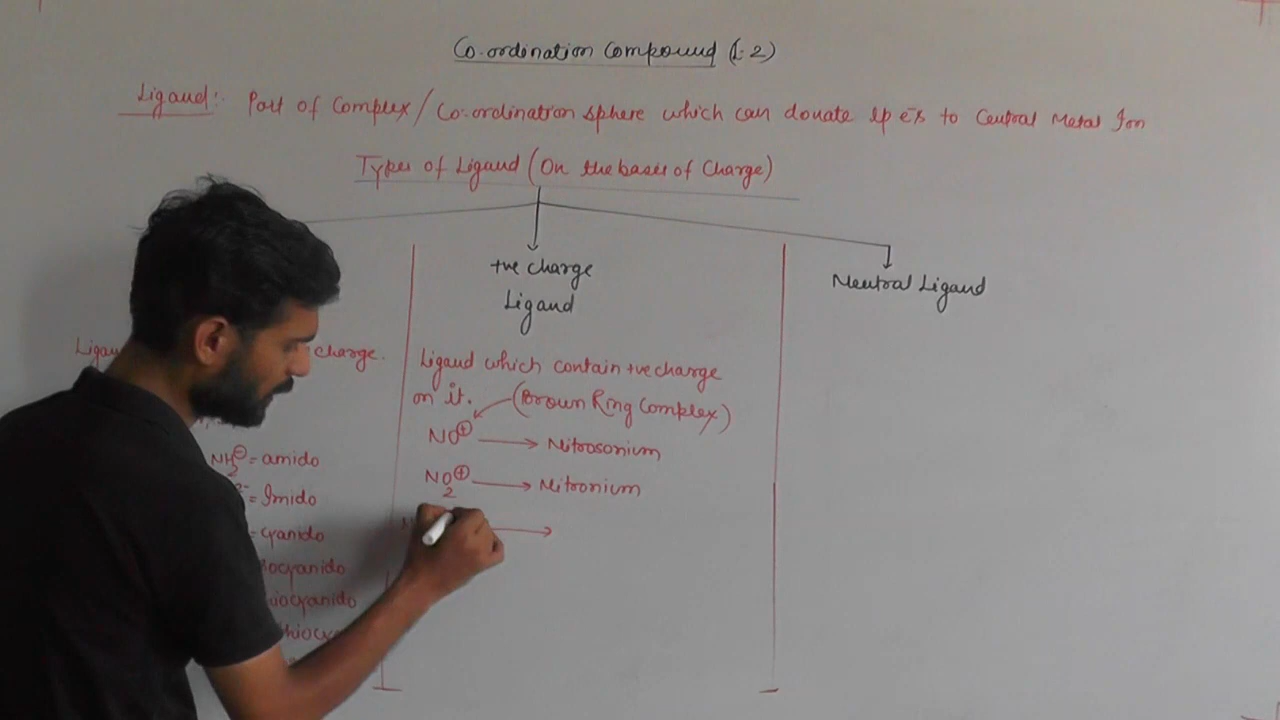 Co-ordination Compound (L-2)
Ligand:- Part of Complex/Co-ordination sphere which can donate lp e⁻s to Central Metal Ion
Types of Ligand (On the bases of Charge)
+ve charge
Ligand
Neutral Ligand
charge.
Ligand which contain +ve charge
on it. (Brown Ring Complex)
NO⊕ → Nitrosonium
NO₂⊕ → Nitronium
NH₂⊖ = amido
= Imido
= cyanido